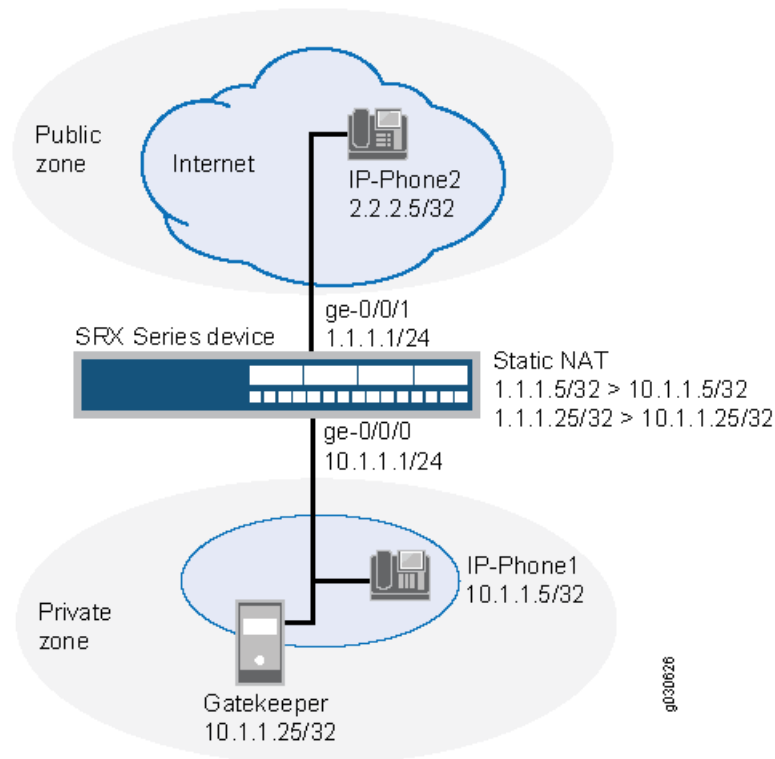 Public
zone
Internet
IP-Phone2
2.2.2.5/32
ge-0/0/1
1.1.1.1/24
SRX Series device
Static NAT
1.1.1.5/32 > 10.1.1.5/32
1.1.1.25/32 > 10.1.1.25/32
ge-0/0/0
10.1.1.1/24
IP-Phone1
10.1.1.5/32
Private
zone
Gatekeeper
10.1.1.25/32
g030626